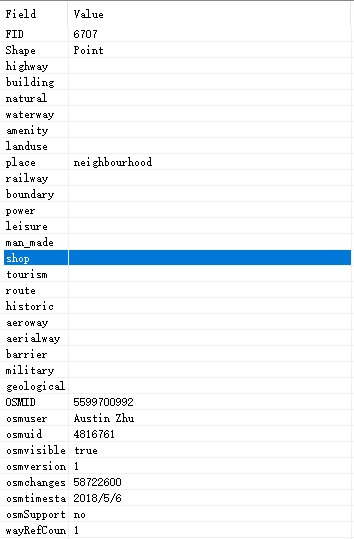 Field Value
FID 6707
Shape Point
highway
building
natural
waterway
amenity
landuse
place neighbourhood
railway
boundary
power
leisure
man_made
shop
tourism
route
historic
aeroway
aerialway
barrier
military
geological
OSMID 5599700992
osmuser Austin Zhu
osmuid 4816761
osmvisible true
osmversion 1
osmchanges 58722600
osmtimesta 2018/5/6
osmSupport no
wayRefCoun 1